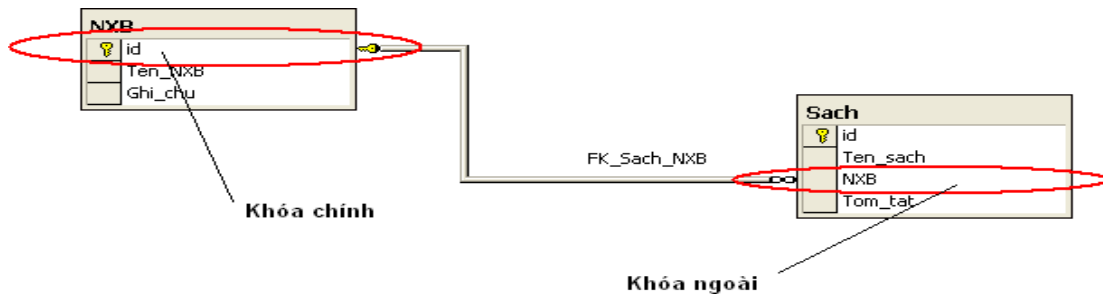 NXB
id
Ten_NXB
Ghi_chu
Sach
id
Ten_sach
NXB
Tom_tat
FK_Sach_NXB
Khóa chính
Khóa ngoài